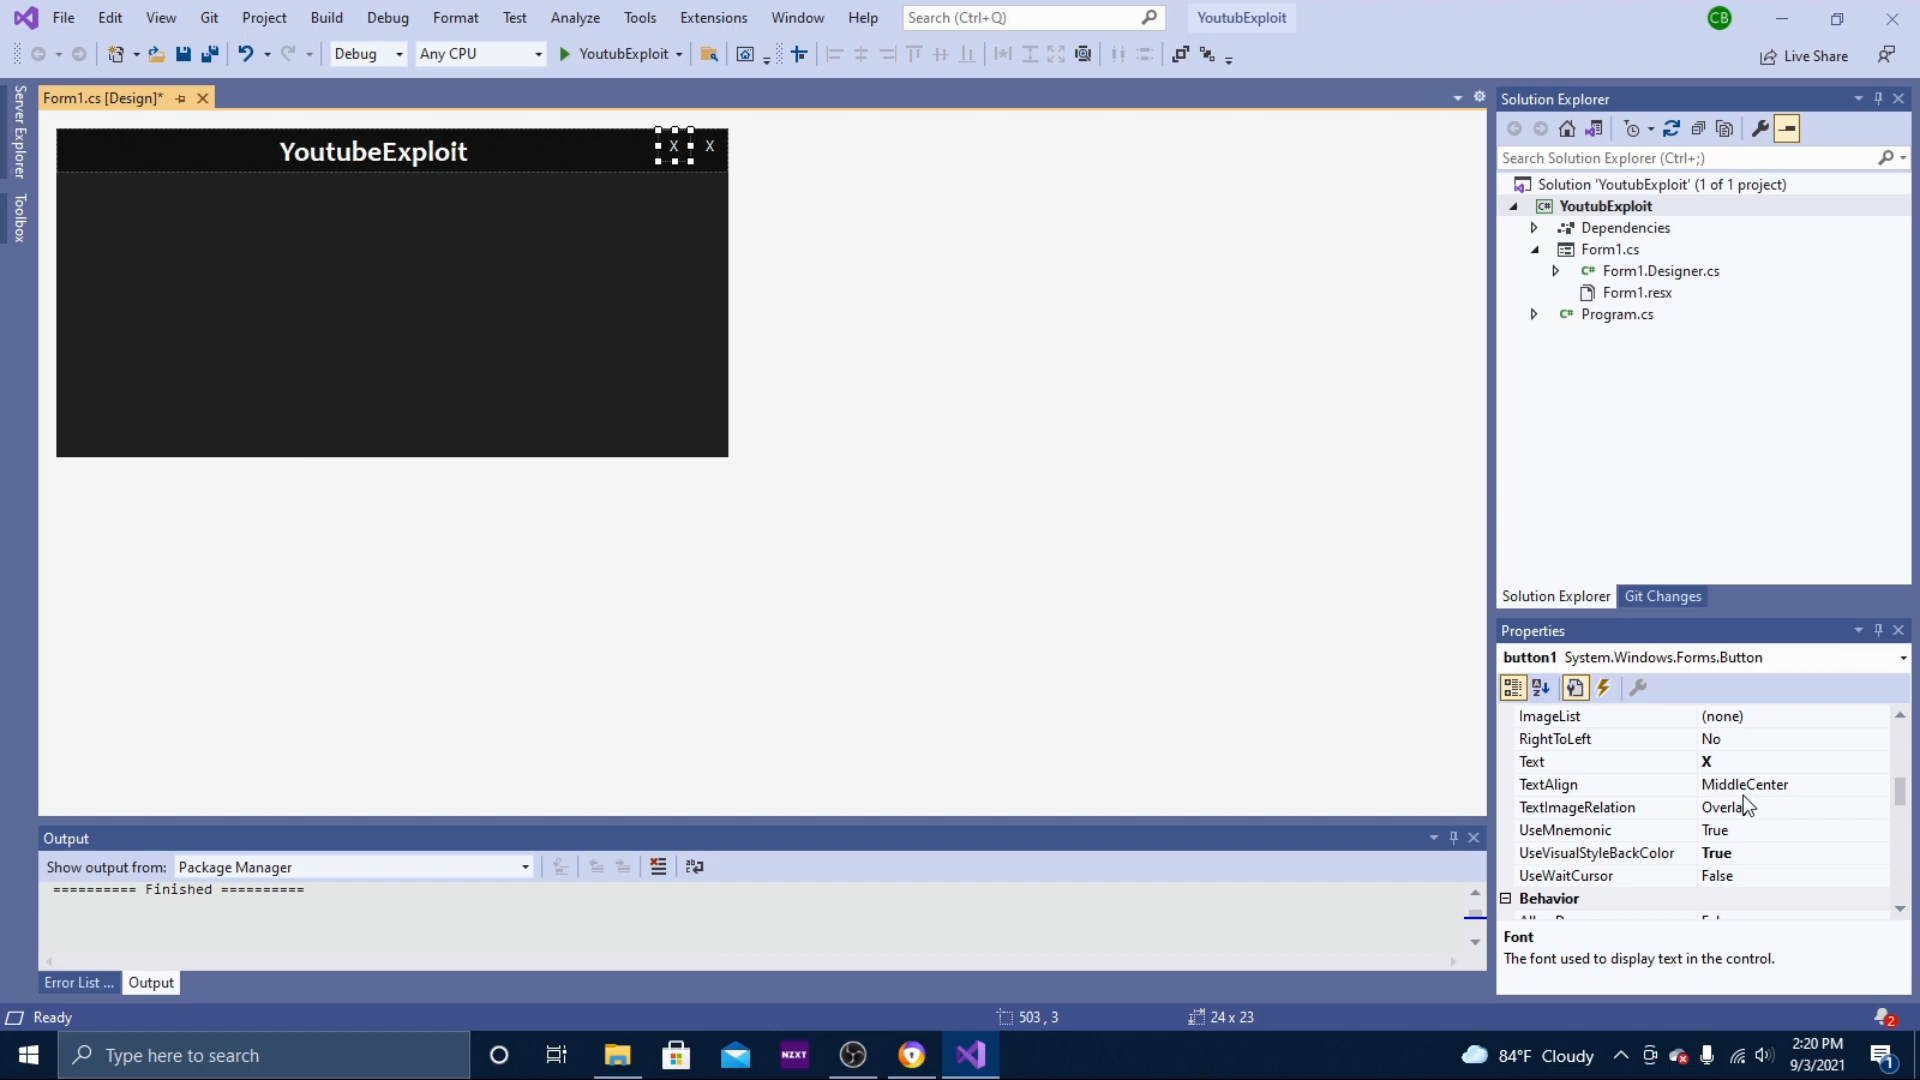 File Edit View Git Project Build Debug Format Test Analyze Tools Extensions Window Help Search (Ctrl+Q) YoutubExploit CB
Debug Any CPU YoutubExploit Live Share
Server Explorer
Toolbox
Form1.cs [Design]*
YoutubeExploit X X
Solution Explorer
Search Solution Explorer (Ctrl+;)
Solution 'YoutubExploit' (1 of 1 project)
C# YoutubExploit
Dependencies
Form1.cs
C# Form1.Designer.cs
Form1.resx
C# Program.cs
Solution Explorer Git Changes
Properties
button1 System.Windows.Forms.Button
ImageList (none)
RightToLeft No
Text X
TextAlign MiddleCenter
TextImageRelation
UseMnemonic True
UseVisualStyleBackColor True
UseWaitCursor False
Behavior
Font
The font used to display text in the control.
Output
Show output from: Package Manager
========== Finished ==========
Error List ... Output
Ready 503 , 3 24 x 23 2
Type here to search NZXT 84°F Cloudy 2:20 PM
9/3/2021 1